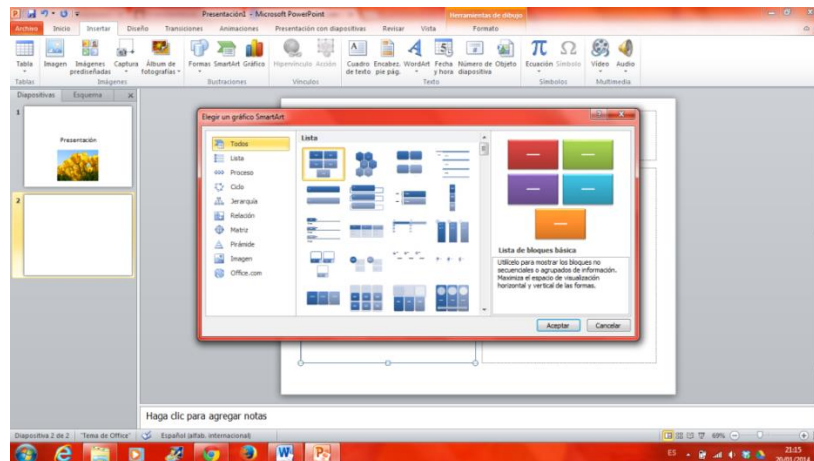 Presentación1 - Microsoft PowerPoint
Herramientas de dibujo
Archivo Inicio Insertar Diseño Transiciones Animaciones Presentación con diapositivas Revisar Vista Formato
Tabla Imagen Imágenes prediseñadas Captura Álbum de fotografías Formas SmartArt Gráfico Hipervínculo Acción Cuadro de texto Encabez. pie pág. WordArt Fecha y hora Número de diapositiva Objeto Ecuación Símbolo Vídeo Audio
Tablas Imágenes Ilustraciones Vínculos Texto Símbolos Multimedia
Diapositivas Esquema
1
Presentación
2
Elegir un gráfico SmartArt
Todos
Lista
Proceso
Ciclo
Jerarquía
Relación
Matriz
Pirámide
Imagen
Office.com
Lista
Lista de bloques básica
Utilícelo para mostrar los bloques no
secuenciales o agrupados de información.
Maximiza el espacio de visualización
horizontal y vertical de las formas.
Aceptar Cancelar
Haga clic para agregar notas
Diapositiva 2 de 2 "Tema de Office" Español (alfab. internacional) 69%
ES 21:15
20/01/2014